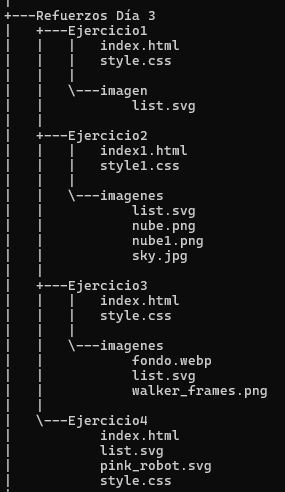 +---Refuerzos Día 3
|   +---Ejercicio1
|   |   |   index.html
|   |   |   style.css
|   |   |
|   |   \---imagen
|   |           list.svg
|   |
|   +---Ejercicio2
|   |   |   index1.html
|   |   |   style1.css
|   |   |
|   |   \---imagenes
|   |           list.svg
|   |           nube.png
|   |           nube1.png
|   |           sky.jpg
|   |
|   +---Ejercicio3
|   |   |   index.html
|   |   |   style.css
|   |   |
|   |   \---imagenes
|   |           fondo.webp
|   |           list.svg
|   |           walker_frames.png
|   |
|   \---Ejercicio4
|           index.html
|           list.svg
|           pink_robot.svg
|           style.css